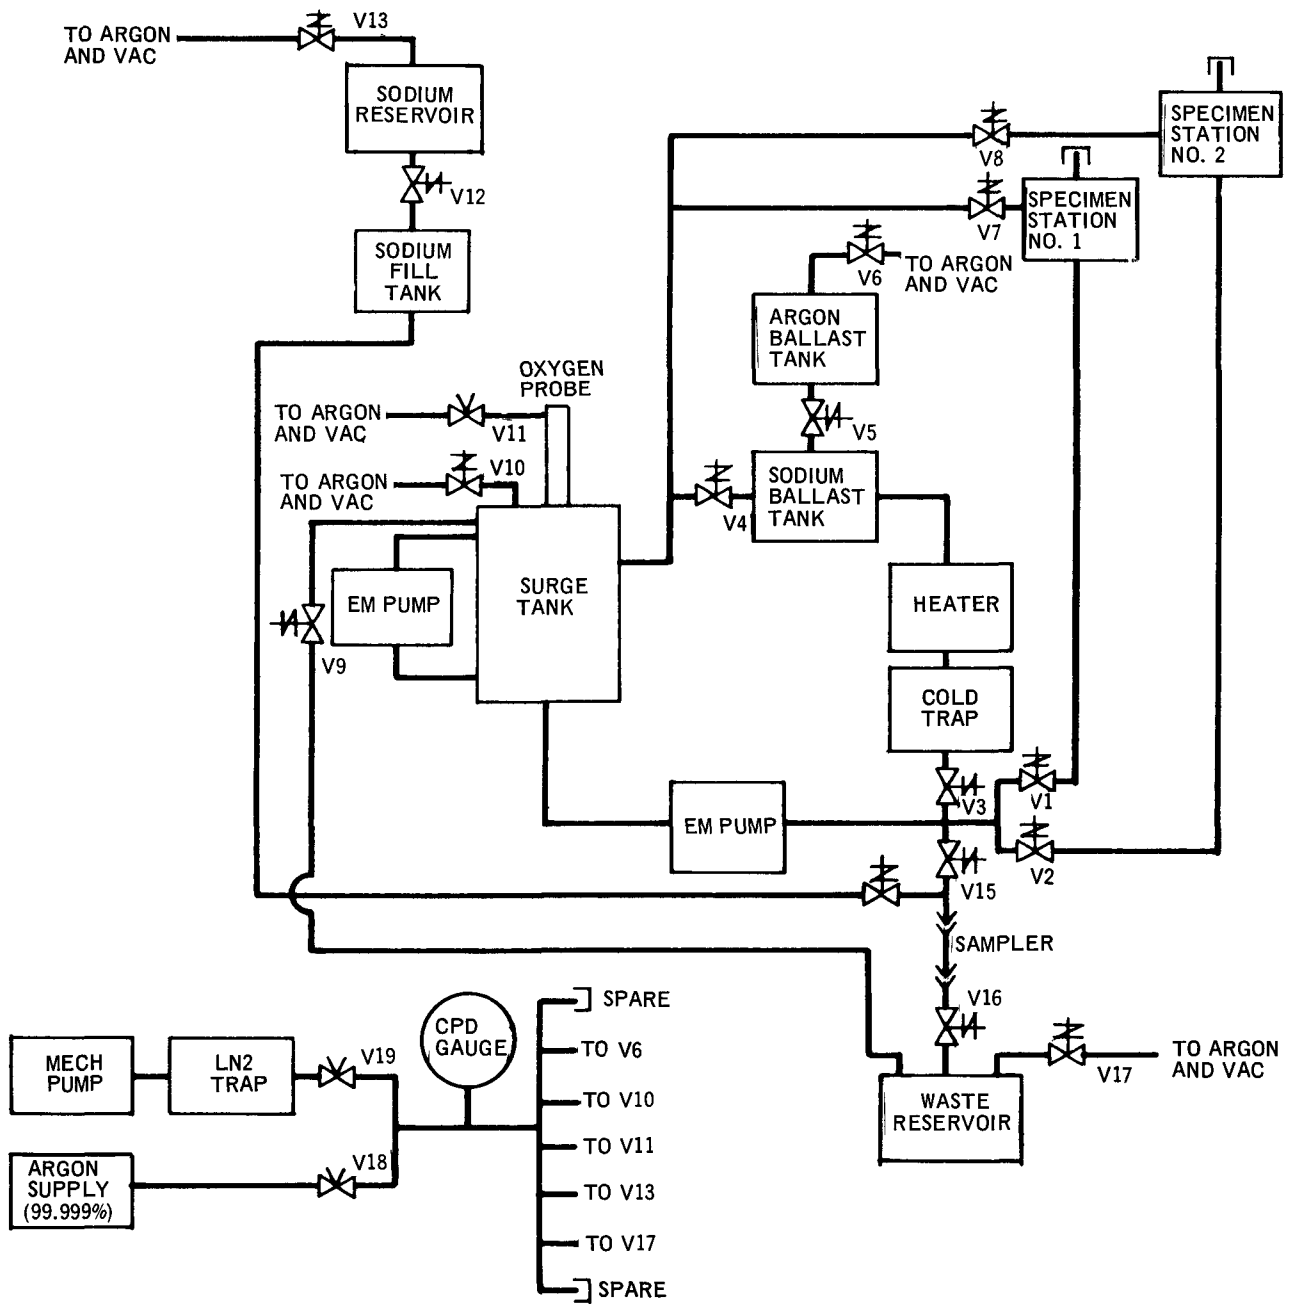 V13
TO ARGON
AND VAC
SODIUM
RESERVOIR
V12
SODIUM
FILL
TANK
SPECIMEN
STATION
NO. 2
V8
SPECIMEN
STATION
NO. 1
V7
V6
TO ARGON
AND VAC
ARGON
BALLAST
TANK
V5
OXYGEN
PROBE
TO ARGON
AND VAC
V11
V10
TO ARGON
AND VAC
SODIUM
BALLAST
TANK
V4
SURGE
TANK
EM PUMP
V9
HEATER
COLD
TRAP
V3
V1
EM PUMP
V2
V15
SAMPLER
V16
V17
TO ARGON
AND VAC
WASTE
RESERVOIR
MECH
PUMP
LN2
TRAP
V19
CPD
GAUGE
ARGON
SUPPLY
(99.999%)
V18
SPARE
TO V6
TO V10
TO V11
TO V13
TO V17
SPARE